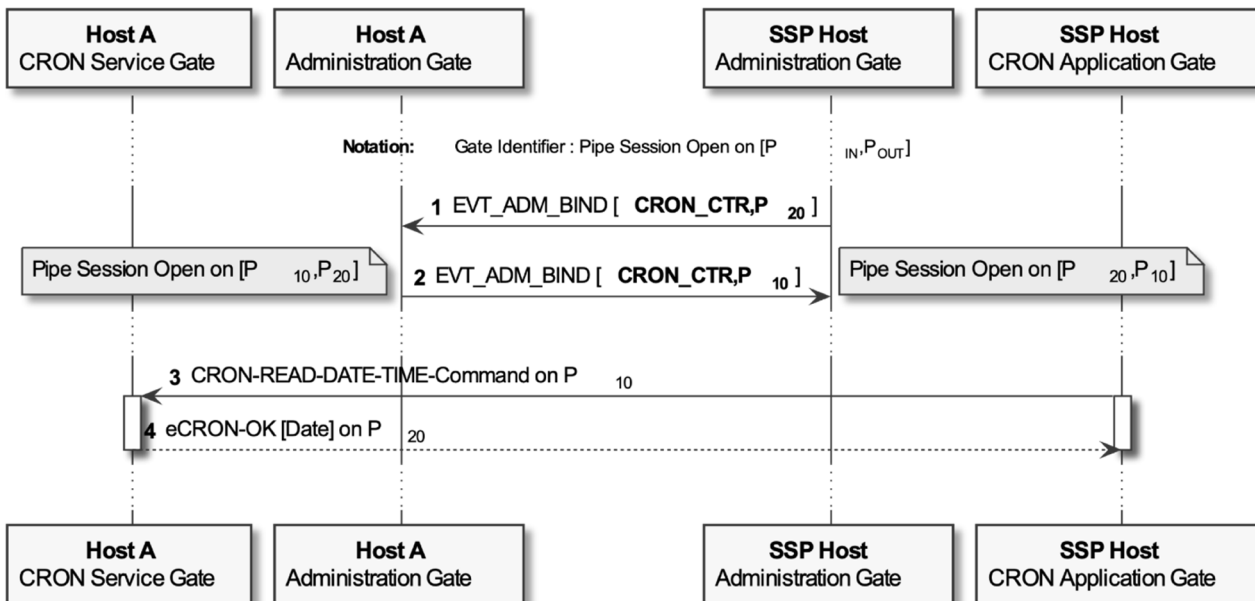 Host A
CRON Service Gate
Host A
Administration Gate
SSP Host
Administration Gate
SSP Host
CRON Application Gate
Notation: Gate Identifier : Pipe Session Open on [P IN,POUT]
1 EVT_ADM_BIND [ CRON_CTR,P 20 ]
Pipe Session Open on [P 10,P20]
2 EVT_ADM_BIND [ CRON_CTR,P 10 ]
Pipe Session Open on [P 20,P10]
3 CRON-READ-DATE-TIME-Command on P 10
4 eCRON-OK [Date] on P 20
Host A
CRON Service Gate
Host A
Administration Gate
SSP Host
Administration Gate
SSP Host
CRON Application Gate